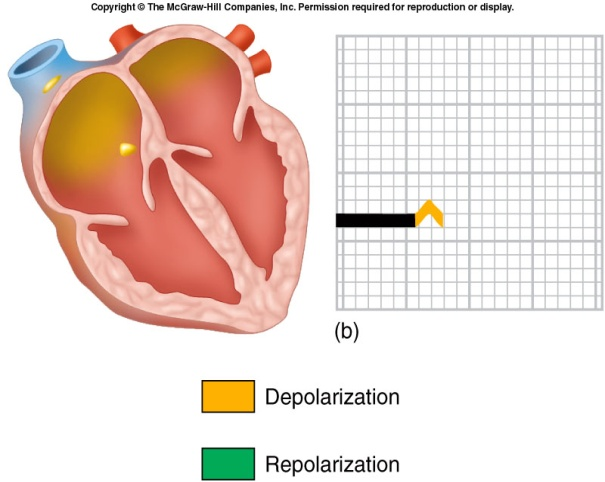 Copyright © The McGraw-Hill Companies, Inc. Permission required for reproduction or display.
(b)
Depolarization
Repolarization